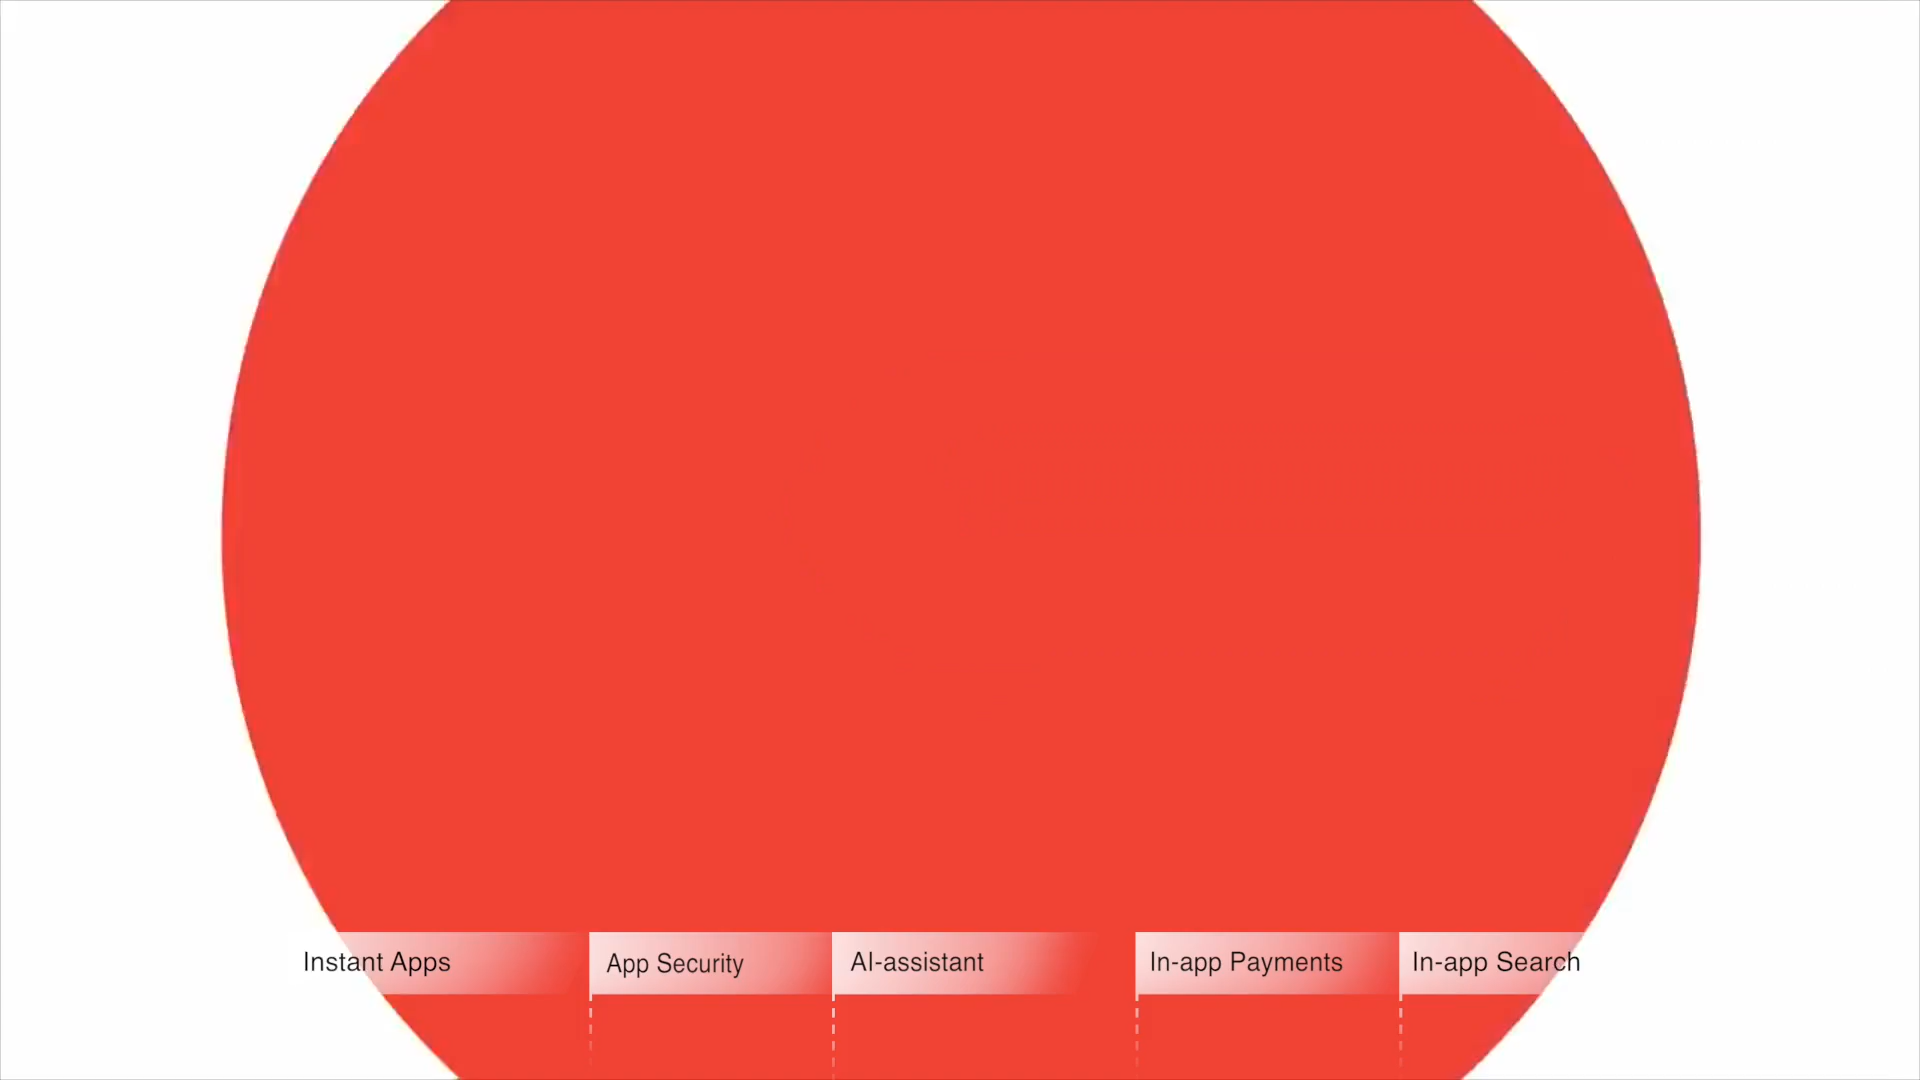 Instant Apps
App Security
AI-assistant
In-app Payments
In-app Search